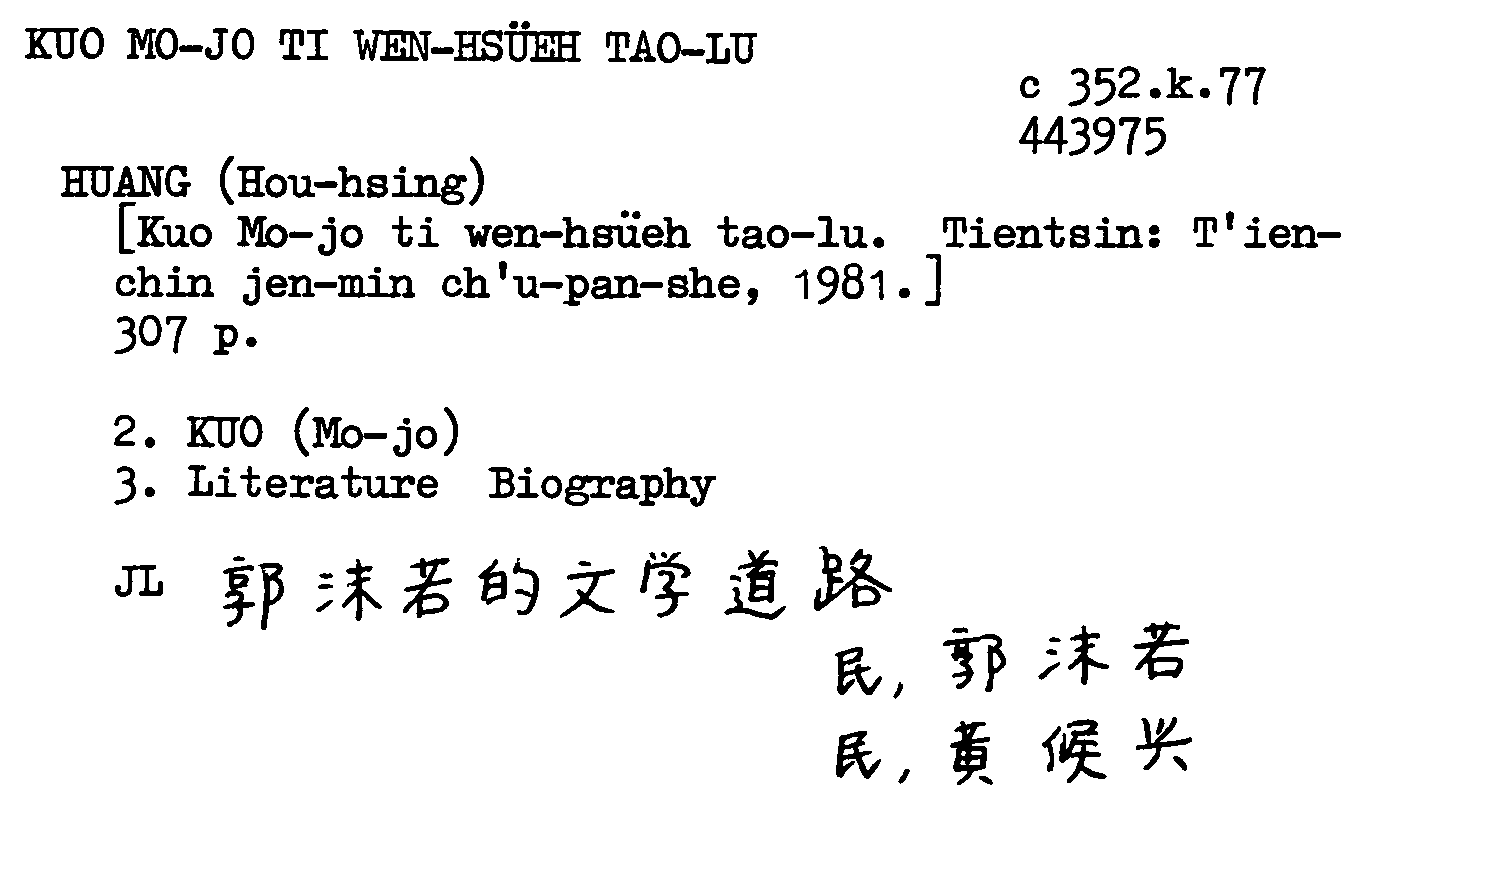 KUO MO-JO TI WEN-HSÜEH TAO-LU
c 352.k.77
443975
HUANG (Hou-hsing)
[Kuo Mo-jo ti wen-hsüeh tao-lu. Tientsin: T'ien-
chin jen-min ch'u-pan-she, 1981.]
307 p.
2. KUO (Mo-jo)
3. Literature Biography
JL 郭沫若的文学道路
民, 郭沫若
民, 黄候兴